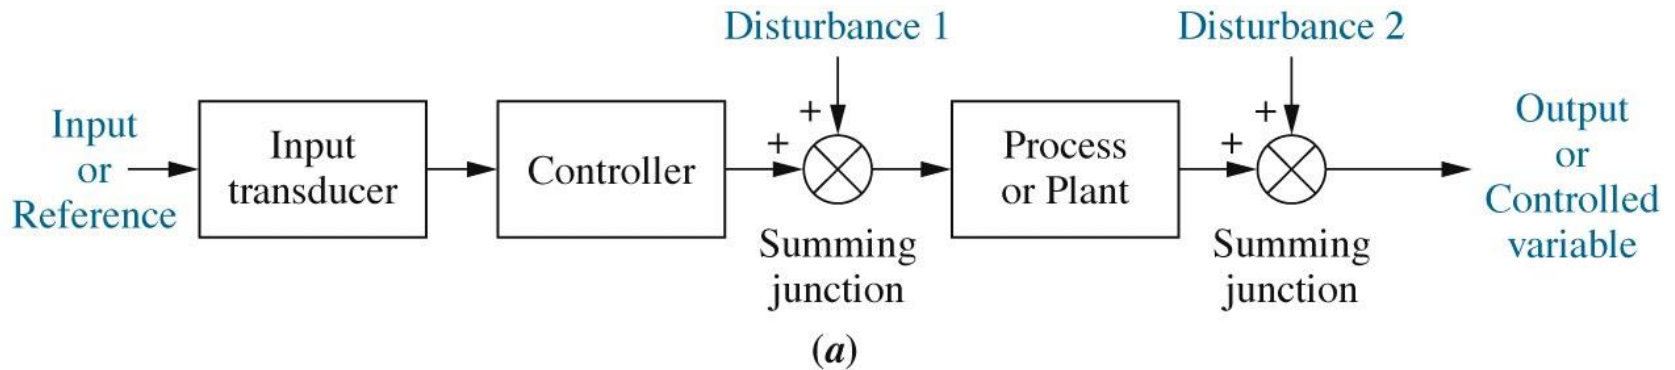 Disturbance 1
Disturbance 2
Input
or
Reference
Input
transducer
Controller
+
+
Summing
junction
Process
or Plant
+
+
Summing
junction
Output
or
Controlled
variable
(a)